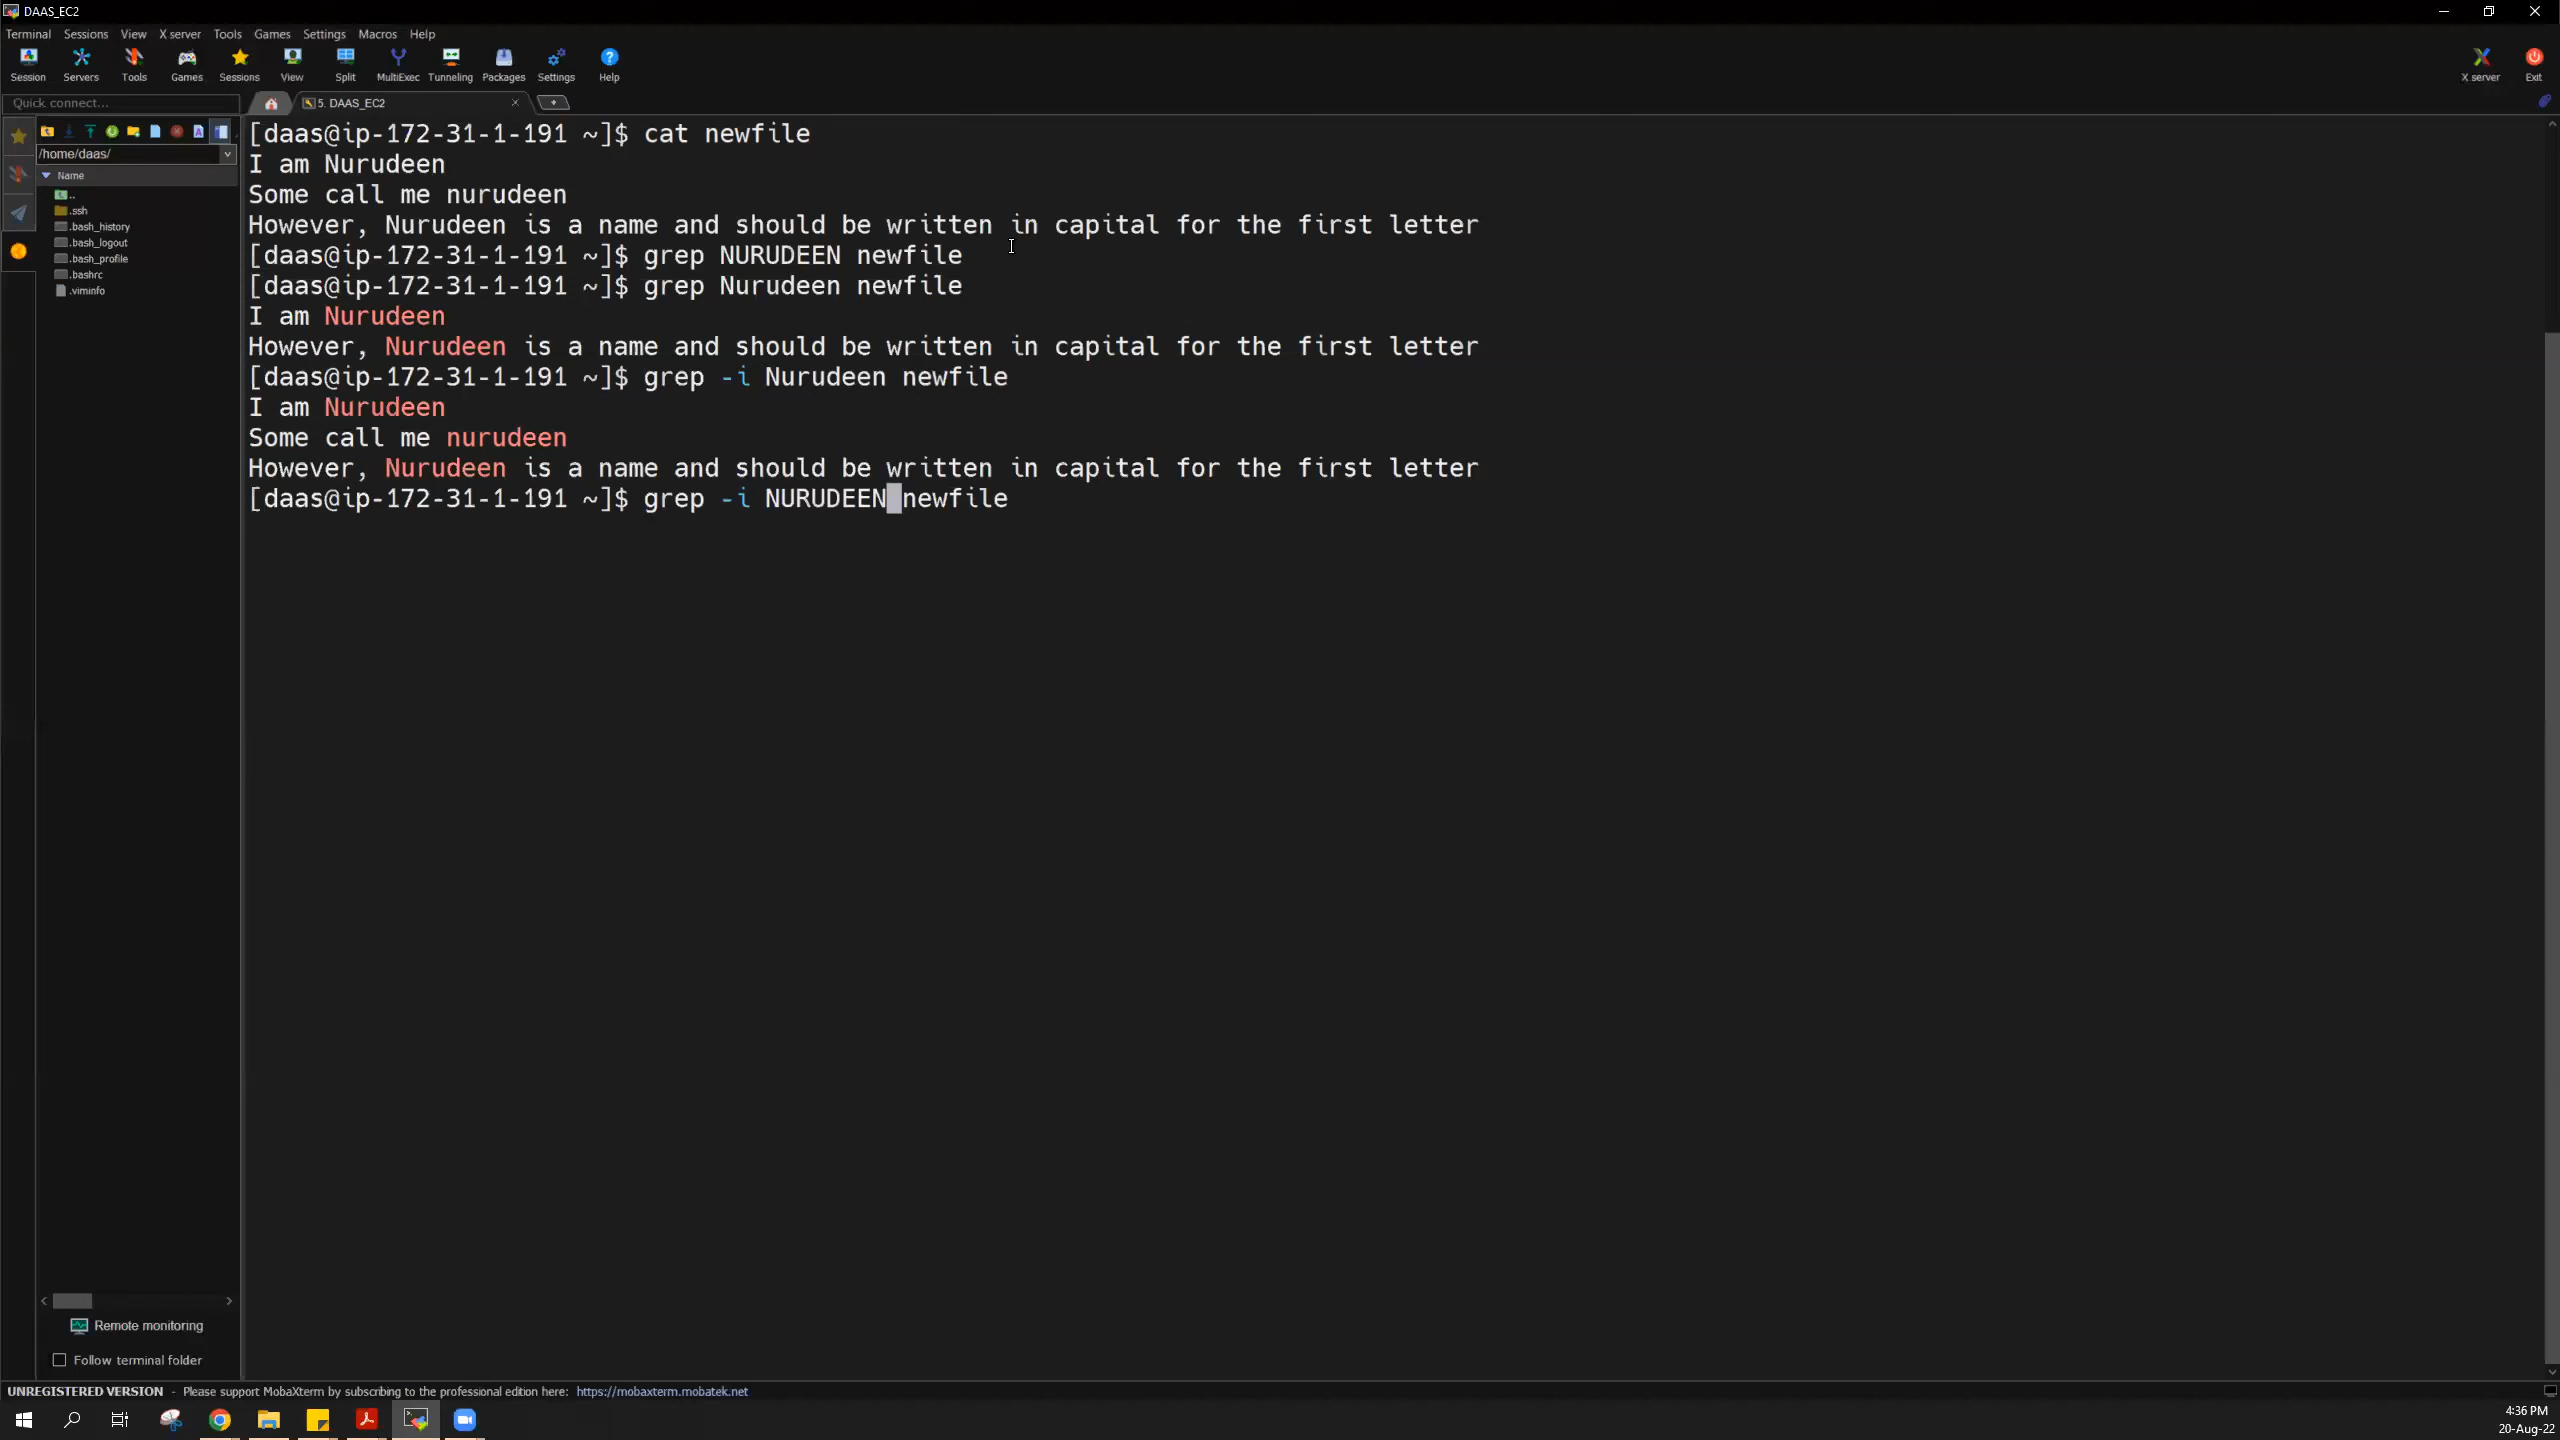 DAAS_EC2
Terminal Sessions View X server Tools Games Settings Macros Help
Session Servers Tools Games Sessions View Split MultiExec Tunneling Packages Settings Help X server Exit
Quick connect...
5. DAAS_EC2
/home/daas/
Name
..
.ssh
.bash_history
.bash_logout
.bash_profile
.bashrc
.viminfo
[daas@ip-172-31-1-191 ~]$ cat newfile
I am Nurudeen
Some call me nurudeen
However, Nurudeen is a name and should be written in capital for the first letter
[daas@ip-172-31-1-191 ~]$ grep NURUDEEN newfile
[daas@ip-172-31-1-191 ~]$ grep Nurudeen newfile
I am Nurudeen
However, Nurudeen is a name and should be written in capital for the first letter
[daas@ip-172-31-1-191 ~]$ grep -i Nurudeen newfile
I am Nurudeen
Some call me nurudeen
However, Nurudeen is a name and should be written in capital for the first letter
[daas@ip-172-31-1-191 ~]$ grep -i NURUDEEN newfile
Remote monitoring
Follow terminal folder
UNREGISTERED VERSION - Please support MobaXterm by subscribing to the professional edition here: https://mobaxterm.mobatek.net
4:36 PM
20-Aug-22